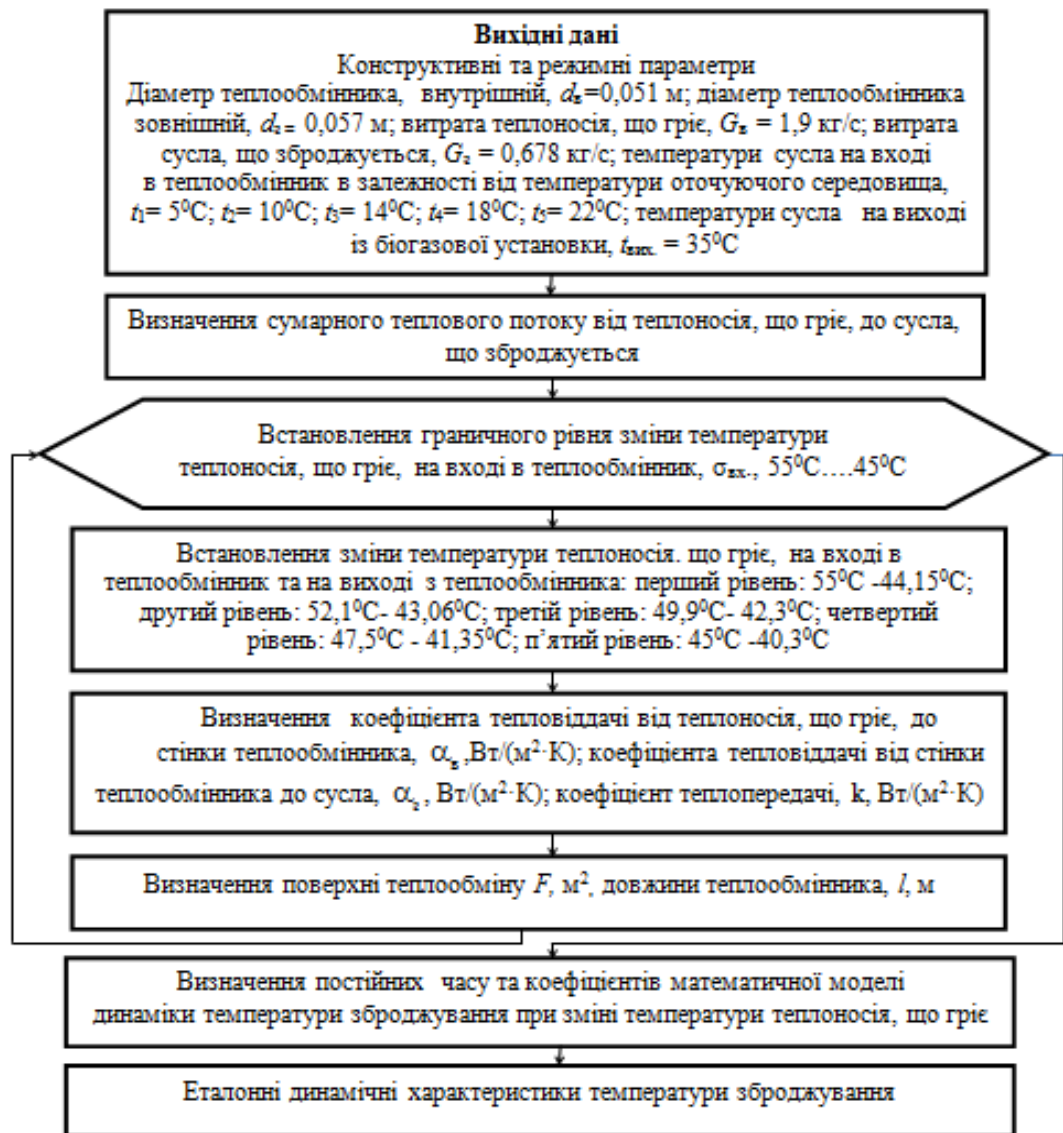 Вихідні дані
Конструктивні та режимні параметри
Діаметр теплообмінника, внутрішній, dв=0,051 м; діаметр теплообмінника
зовнішній, dз = 0,057 м; витрата теплоносія, що гріє, Gв = 1,9 кг/с; витрата
сусла, що зброджується, Gз = 0,678 кг/с; температури сусла на вході
в теплообмінник в залежності від температури оточуючого середовища,
t1= 5⁰С; t2= 10⁰С; t3= 14⁰С; t4= 18⁰С; t5= 22⁰С; температури сусла на виході
із біогазової установки, tвих. = 35⁰С
Визначення сумарного теплового потоку від теплоносія, що гріє, до сусла,
що зброджується
Встановлення граничного рівня зміни температури
теплоносія, що гріє, на вході в теплообмінник, σвх., 55⁰С….45⁰С
Встановлення зміни температури теплоносія. що гріє, на вході в
теплообмінник та на виході з теплообмінника: перший рівень: 55⁰С -44,15⁰С;
другий рівень: 52,1⁰С- 43,06⁰С; третій рівень: 49,9⁰С- 42,3⁰С; четвертий
рівень: 47,5⁰С - 41,35⁰С; п’ятий рівень: 45⁰С -40,3⁰С
Визначення коефіцієнта тепловіддачі від теплоносія, що гріє, до
стінки теплообмінника, αв ,Вт/(м²·К); коефіцієнта тепловіддачі від стінки
теплообмінника до сусла, αз , Вт/(м²·К); коефіцієнт теплопередачі, k, Вт/(м²·К)
Визначення поверхні теплообміну F, м², довжини теплообмінника, l, м
Визначення постійних часу та коефіцієнтів математичної моделі
динаміки температури зброджування при зміні температури теплоносія, що гріє
Еталонні динамічні характеристики температури зброджування